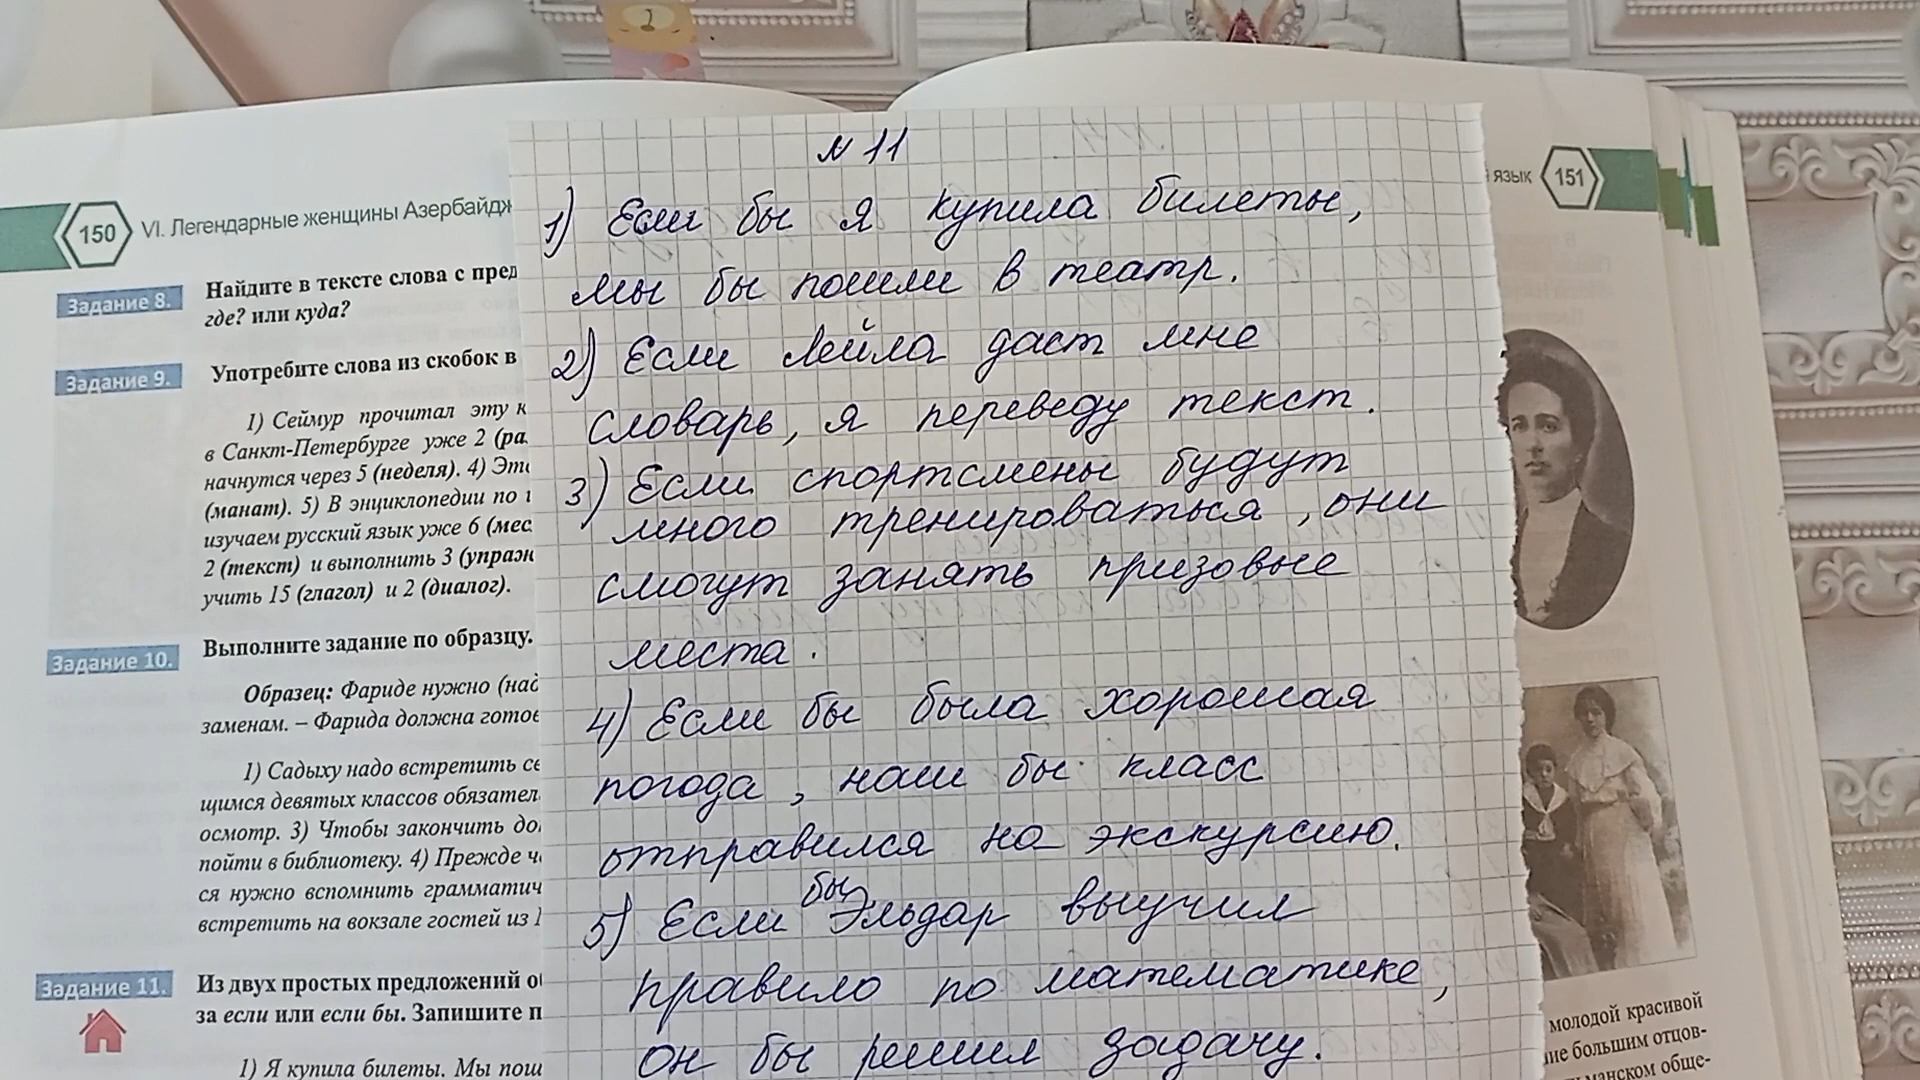 150
VI. Легендарные женщины Азербайдж
Задание 8.
Найдите в тексте слова с пред
где? или куда?
Задание 9.
Употребите слова из скобок в
1) Сеймур прочитал эту к
в Санкт-Петербурге уже 2 (ра
начнутся через 5 (неделя). 4) Это
(манат). 5) В энциклопедии по
изучаем русский язык уже 6 (мес
2 (текст) и выполнить 3 (упраж
учить 15 (глагол) и 2 (диалог).
Задание 10.
Выполните задание по образцу.
Образец: Фариде нужно (над
заменам. – Фарида должна готов
1) Садыху надо встретить се
щимся девятых классов обязател
осмотр. 3) Чтобы закончить до
пойти в библиотеку. 4) Прежде ч
ся нужно вспомнить грамматич
встретить на вокзале гостей из
Задание 11.
Из двух простых предложений
за если или если бы. Запишите п
1) Я купила билеты. Мы пош
№ 11
1) Если бы я купила билеты,
мы бы пошли в театр.
2) Если Лейла даст мне
словарь, я переведу текст.
3) Если спортсмены будут
много тренироваться, они
смогут занять призовые
места.
4) Если бы была хорошая
погода, наш бы класс
отправился на экскурсию.
5) Если бы Эльдар выучил
правило по математике,
он бы решил задачу.
язык 151
молодой красивой
ние большим отцов-
манском обще-